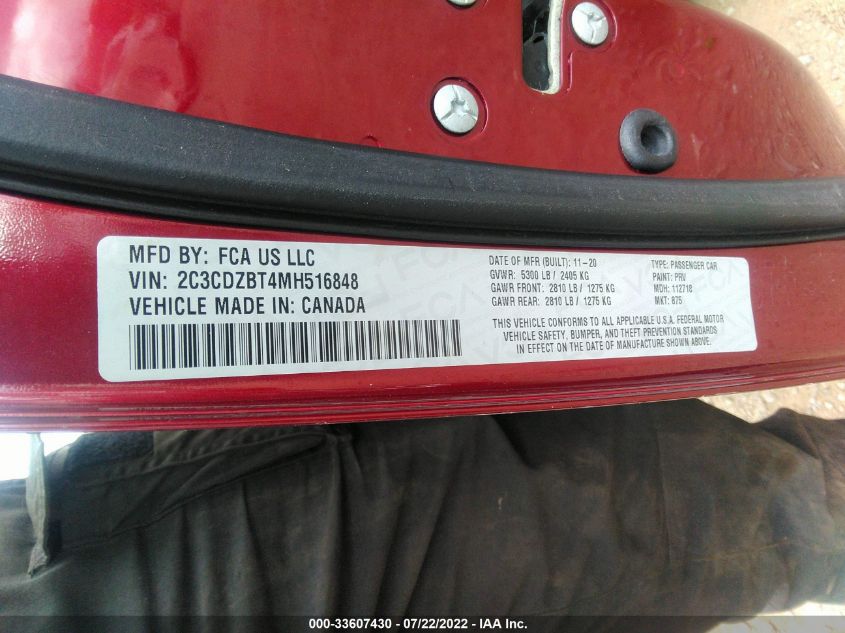 MFD BY: FCA US LLC
VIN: 2C3CDZBT4MH516848
VEHICLE MADE IN: CANADA
DATE OF MFR (BUILT): 11-20
GVWR: 5300 LB / 2405 KG
GAWR FRONT: 2810 LB / 1275 KG
GAWR REAR: 2810 LB / 1275 KG
TYPE: PASSENGER CAR
PAINT: PRV
MDH: 112718
MKT: 875
THIS VEHICLE CONFORMS TO ALL APPLICABLE U.S.A. FEDERAL MOTOR
VEHICLE SAFETY, BUMPER, AND THEFT PREVENTION STANDARDS
IN EFFECT ON THE DATE OF MANUFACTURE SHOWN ABOVE.
000-33607430 - 07/22/2022 - IAA Inc.